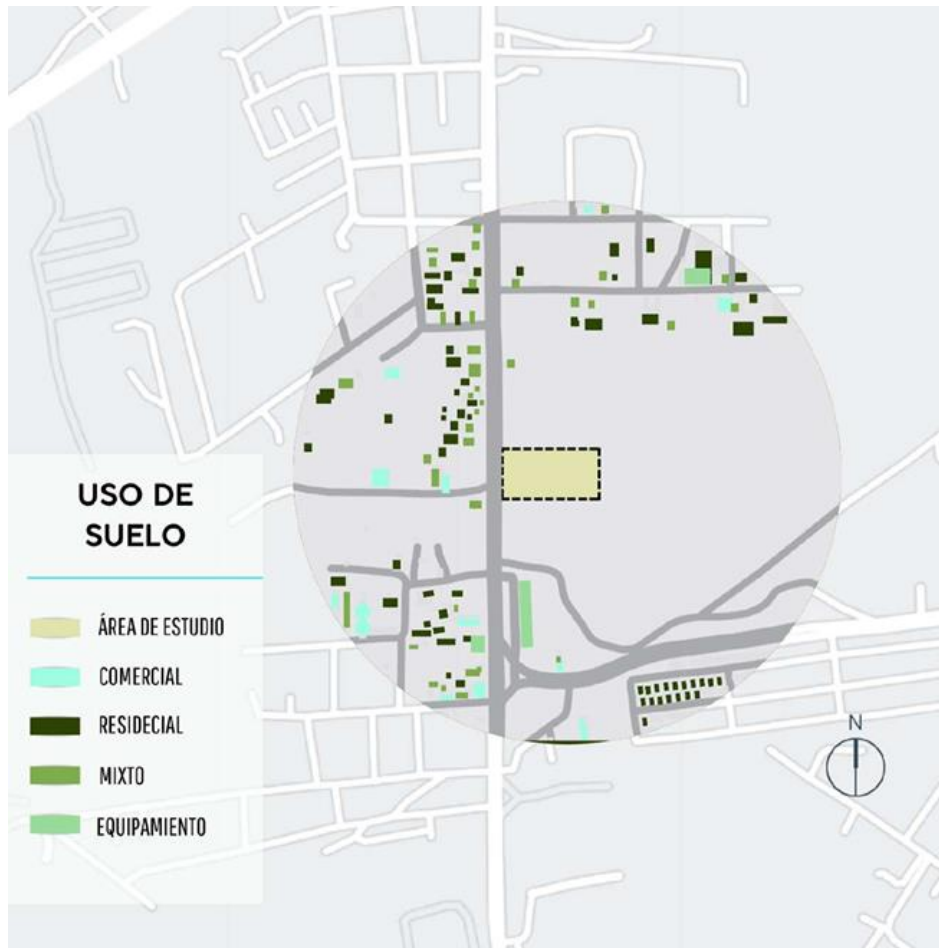 USO DE
SUELO
ÁREA DE ESTUDIO
COMERCIAL
RESIDECIAL
MIXTO
EQUIPAMIENTO
N